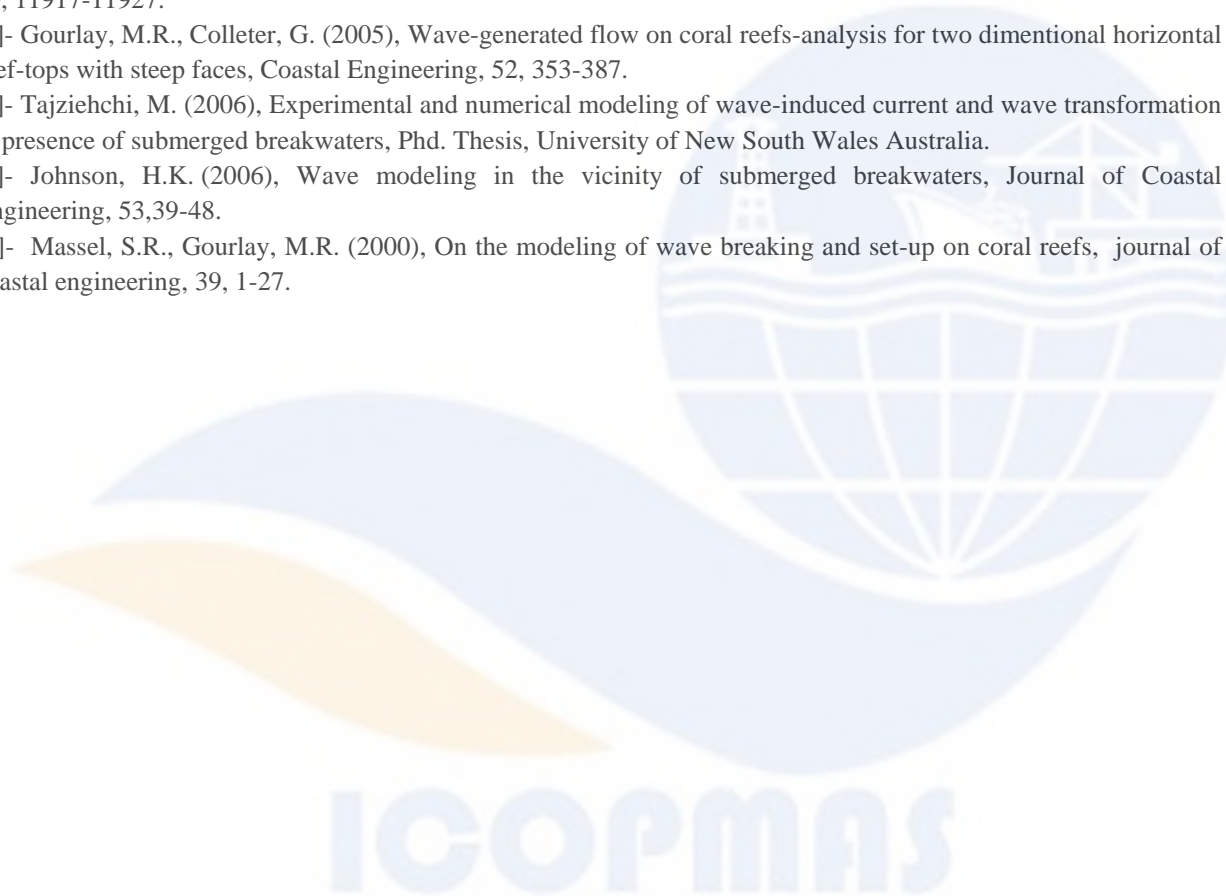 , 11917-11927.
]- Gourlay, M.R., Colleter, G. (2005), Wave-generated flow on coral reefs-analysis for two dimentional horizontal
ef-tops with steep faces, Coastal Engineering, 52, 353-387.
]- Tajziehchi, M. (2006), Experimental and numerical modeling of wave-induced current and wave transformation
presence of submerged breakwaters, Phd. Thesis, University of New South Wales Australia.
]- Johnson, H.K. (2006), Wave modeling in the vicinity of submerged breakwaters, Journal of Coastal
ngineering, 53,39-48.
]- Massel, S.R., Gourlay, M.R. (2000), On the modeling of wave breaking and set-up on coral reefs, journal of
astal engineering, 39, 1-27.
ICOPMAS